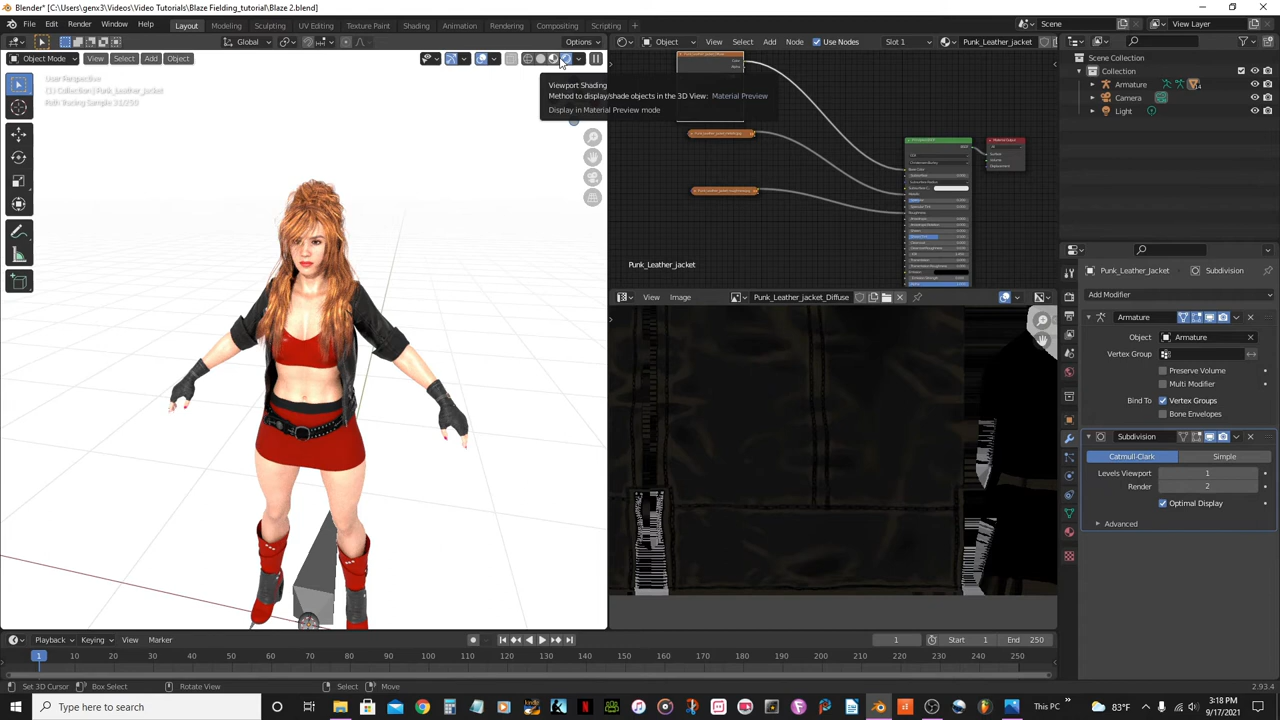 Blender* [C:\Users\genx3\Videos\Video Tutorials\Blaze Fielding_tutorial\Blaze 2.blend]
File Edit Render Window Help Layout Modeling Sculpting UV Editing Texture Paint Shading Animation Rendering Compositing Scripting + Scene View Layer
Global Options Object View Select Add Node Use Nodes Slot 1 Punk_Leather_jacket
Object Mode View Select Add Object
User Perspective
(1) Collection | Punk_Leather_jacket
Path Tracing Sample 31/250
Viewport Shading
Method to display/shade objects in the 3D View: Material Preview
Display in Material Preview mode
Punk_Leather_jacket
View Image Punk_Leather_jacket_Diffuse
Scene Collection
Collection
Armature
Camera
Light
Punk_Leather_Jacket Subdivision
Add Modifier
Armature
Object Armature
Vertex Group
Preserve Volume
Multi Modifier
Bind To Vertex Groups
Bone Envelopes
Subdivision
Catmull-Clark Simple
Levels Viewport 1
Render 2
Optimal Display
Advanced
Playback Keying View Marker 1 Start 1 End 250
1 10 20 30 40 50 60 70 80 90 100 110 120 130 140 150 160 170 180 190 200 210 220 230 240 250
Set 3D Cursor Box Select Rotate View Select Move 2.93.4
Type here to search
This PC
83°F
3:18 PM
9/17/2021